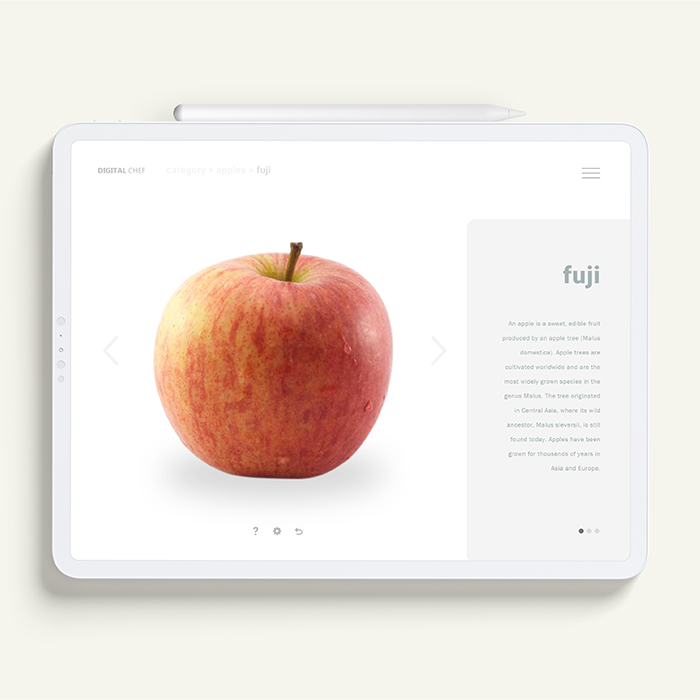 DIGITAL CHEF
category > apples > fuji
fuji
An apple is a sweet, edible fruit
produced by an apple tree (Malus
domestica). Apple trees are
cultivated worldwide and are the
most widely grown species in the
genus Malus. The tree originated
in Central Asia, where its wild
ancestor, Malus sieversii, is still
found today. Apples have been
grown for thousands of years in
Asia and Europe.
?